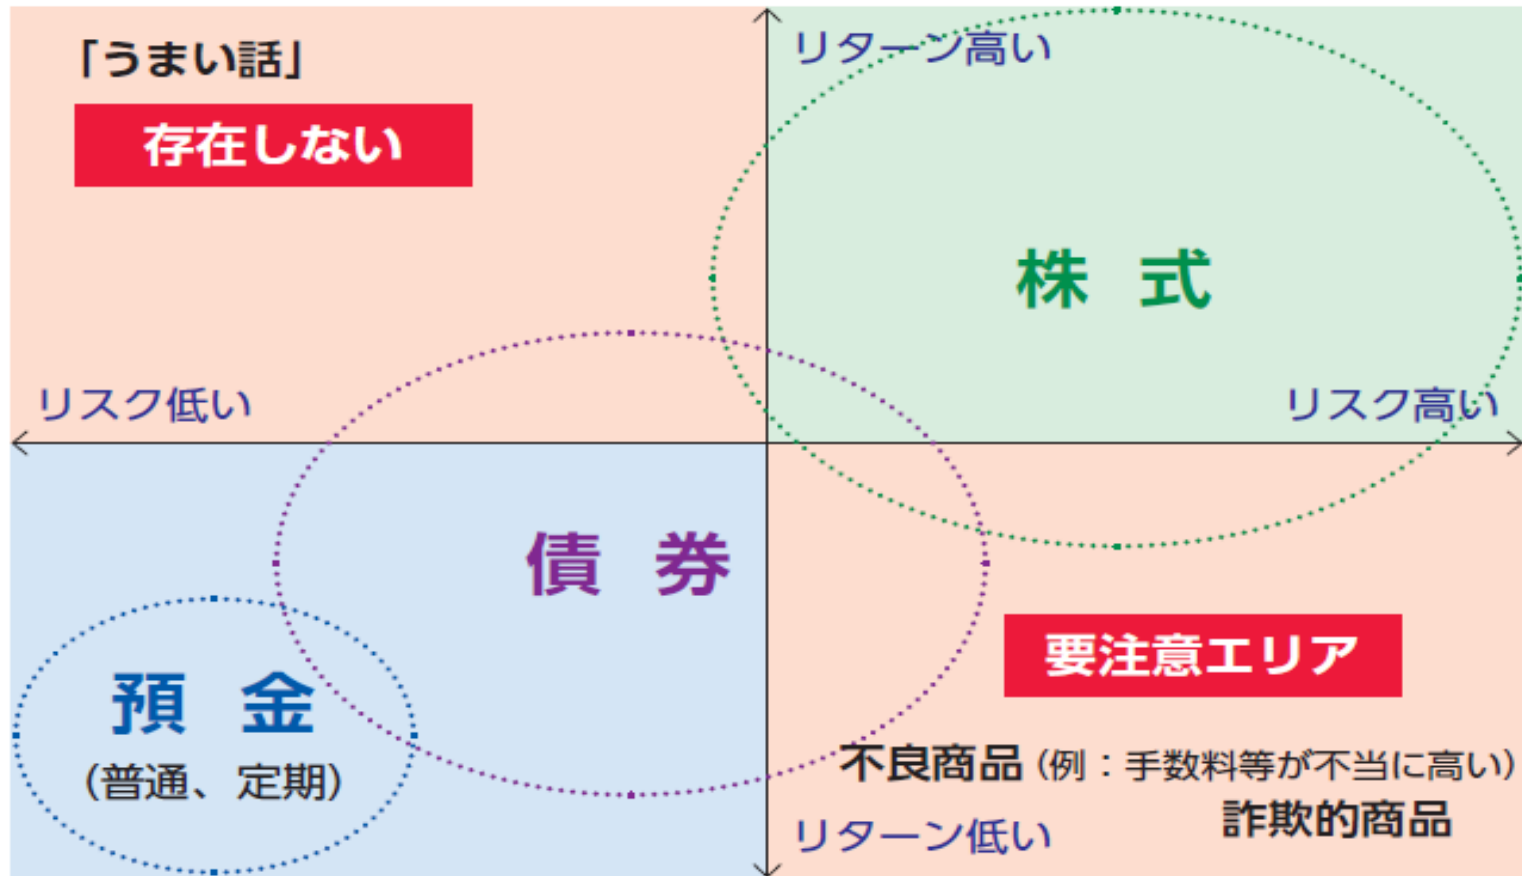 「うまい話」
存在しない
リターン高い
株 式
リスク低い
リスク高い
債 券
預 金
(普通、定期)
要注意エリア
不良商品(例:手数料等が不当に高い)
詐欺的商品
リターン低い